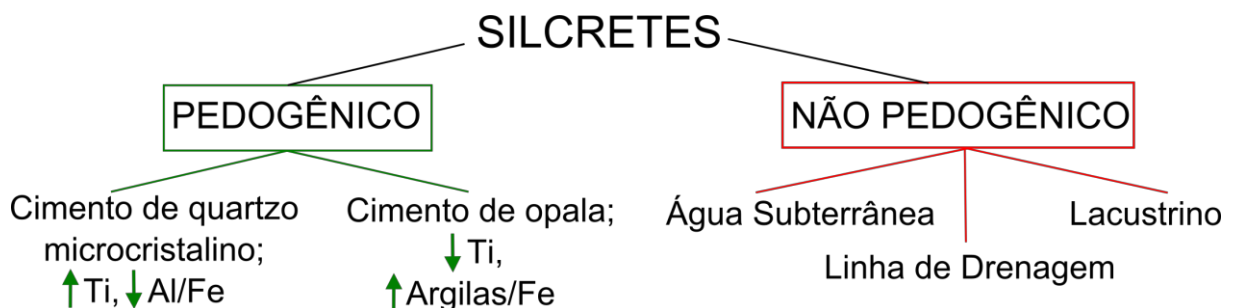 SILCRETES
PEDOGÊNICO
NÃO PEDOGÊNICO
Cimento de quartzo
microcristalino;
↑Ti, ↓Al/Fe
Cimento de opala;
↓Ti,
↑Argilas/Fe
Água Subterrânea
Linha de Drenagem
Lacustrino